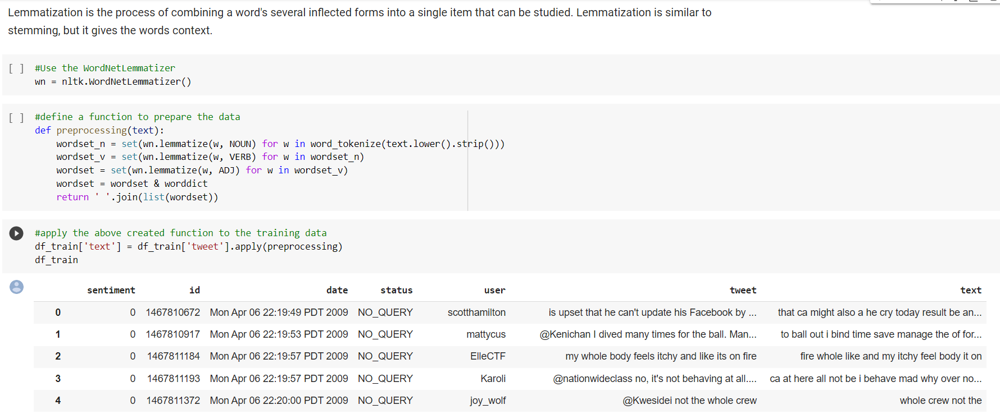 Lemmatization is the process of combining a word's several inflected forms into a single item that can be studied. Lemmatization is similar to
stemming, but it gives the words context.
[ ] #Use the WordNetLemmatizer
wn = nltk.WordNetLemmatizer()
[ ] #define a function to prepare the data
def preprocessing(text):
    wordset_n = set(wn.lemmatize(w, NOUN) for w in word_tokenize(text.lower().strip()))
    wordset_v = set(wn.lemmatize(w, VERB) for w in wordset_n)
    wordset = set(wn.lemmatize(w, ADJ) for w in wordset_v)
    wordset = wordset & worddict
    return ' '.join(list(wordset))
#apply the above created function to the training data
df_train['text'] = df_train['tweet'].apply(preprocessing)
df_train
sentiment id date status user tweet text
0 0 1467810672 Mon Apr 06 22:19:49 PDT 2009 NO_QUERY scotthamilton is upset that he can't update his Facebook by ... that ca might also a he cry today result be an...
1 0 1467810917 Mon Apr 06 22:19:53 PDT 2009 NO_QUERY mattycus @Kenichan I dived many times for the ball. Man... to ball out i bind time save manage the of for...
2 0 1467811184 Mon Apr 06 22:19:57 PDT 2009 NO_QUERY ElleCTF my whole body feels itchy and like its on fire fire whole like and my itchy feel body it on
3 0 1467811193 Mon Apr 06 22:19:57 PDT 2009 NO_QUERY Karoli @nationwideclass no, it's not behaving at all.... ca at here all not be i behave mad why over no...
4 0 1467811372 Mon Apr 06 22:20:00 PDT 2009 NO_QUERY joy_wolf @Kwesidei not the whole crew whole crew not the